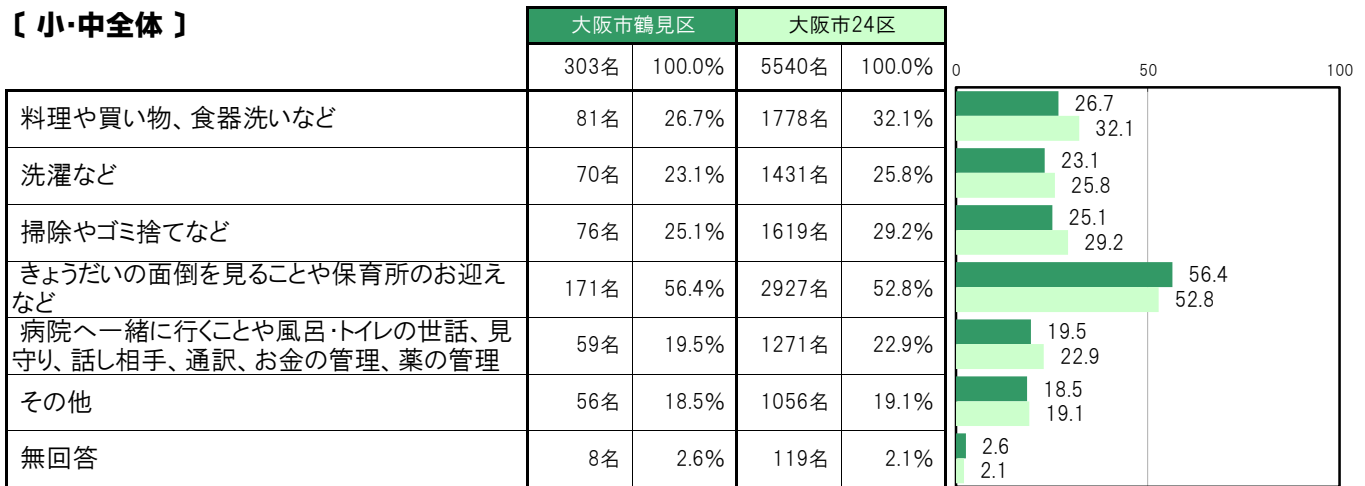 〔 小・中全体 〕
大阪市鶴見区 大阪市24区
303名 100.0% 5540名 100.0%
0 50 100
料理や買い物、食器洗いなど 81名 26.7% 1778名 32.1%
26.7
32.1
洗濯など 70名 23.1% 1431名 25.8%
23.1
25.8
掃除やゴミ捨てなど 76名 25.1% 1619名 29.2%
25.1
29.2
きょうだいの面倒を見ることや保育所のお迎え
など
171名 56.4% 2927名 52.8%
56.4
52.8
病院へ一緒に行くことや風呂・トイレの世話、見
守り、話し相手、通訳、お金の管理、薬の管理
59名 19.5% 1271名 22.9%
19.5
22.9
その他 56名 18.5% 1056名 19.1%
18.5
19.1
無回答 8名 2.6% 119名 2.1%
2.6
2.1